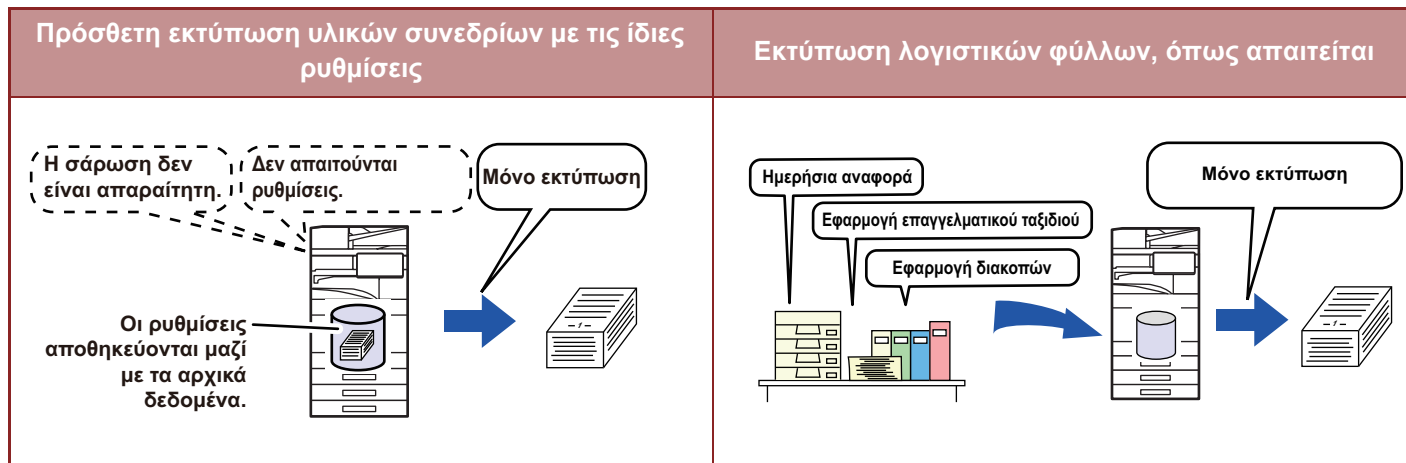 Πρόσθετη εκτύπωση υλικών συνεδρίων με τις ίδιες
ρυθμίσεις
Εκτύπωση λογιστικών φύλλων, όπως απαιτείται
Η σάρωση δεν
είναι απαραίτητη.
Δεν απαιτούνται
ρυθμίσεις.
Μόνο εκτύπωση
Οι ρυθμίσεις
αποθηκεύονται μαζί
με τα αρχικά
δεδομένα.
-1-
Ημερήσια αναφορά
Εφαρμογή επαγγελματικού ταξιδιού
Εφαρμογή διακοπών
Μόνο εκτύπωση
-1-